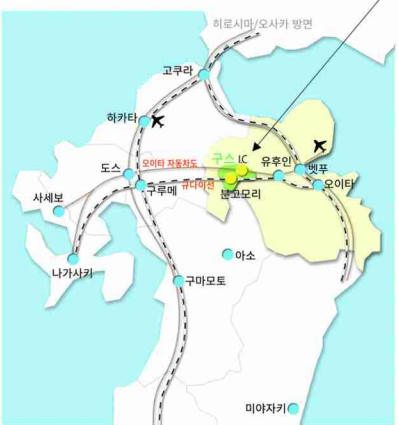 히로시마/오사카 방면
고쿠라
하카타
도스
오이타 자동차도
구스 I.C
유후인
벳푸
사세보
구루메
큐다이선
분고모리
오이타
나가사키
아소
구마모토
미야자키